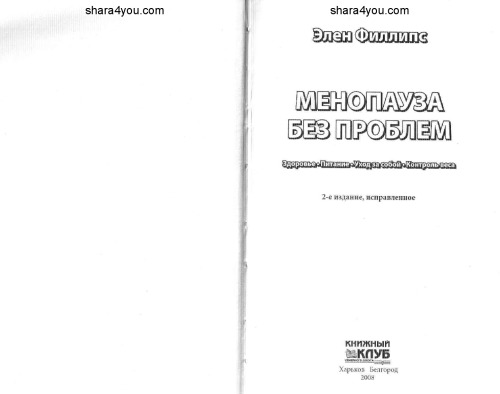 shara4you.com
shara4you.com
Элен Филлипс
МЕНОПАУЗА
БЕЗ ПРОБЛЕМ
Здоровье • Питание • Уход за собой • Контроль веса
2-е издание, исправленное
КНИЖНЫЙ
КЛУБ
Харьков Белгород
2008